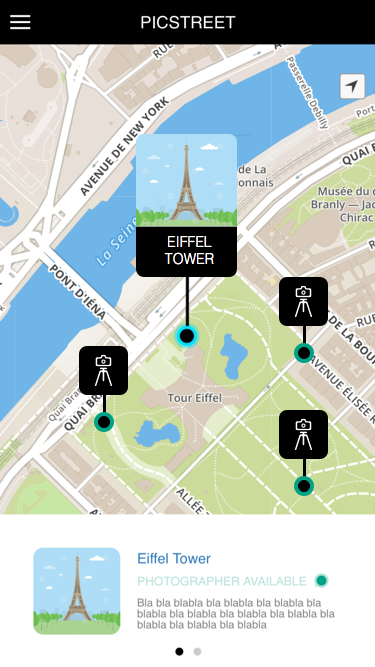 PICSTREET
RUE
Passerelle Debilly
Port
AVENUE DE NEW YORK
QUAI
de La
onnais
Musée du q
Branly — Jac
Chirac
La Seine
EIFFEL
TOWER
PONT D'IÉNA
RUE
DE LA BOU
AVENUE ÉLISÉE R
Quai Bra
QUAI BR
Tour Eiffel
ALLÉE
Eiffel Tower
PHOTOGRAPHER AVAILABLE
Bla bla blabla bla blabla bla blabla bla
blabla bla blabla bla blabla bla blabla bla
blabla bla blabla bla blabla